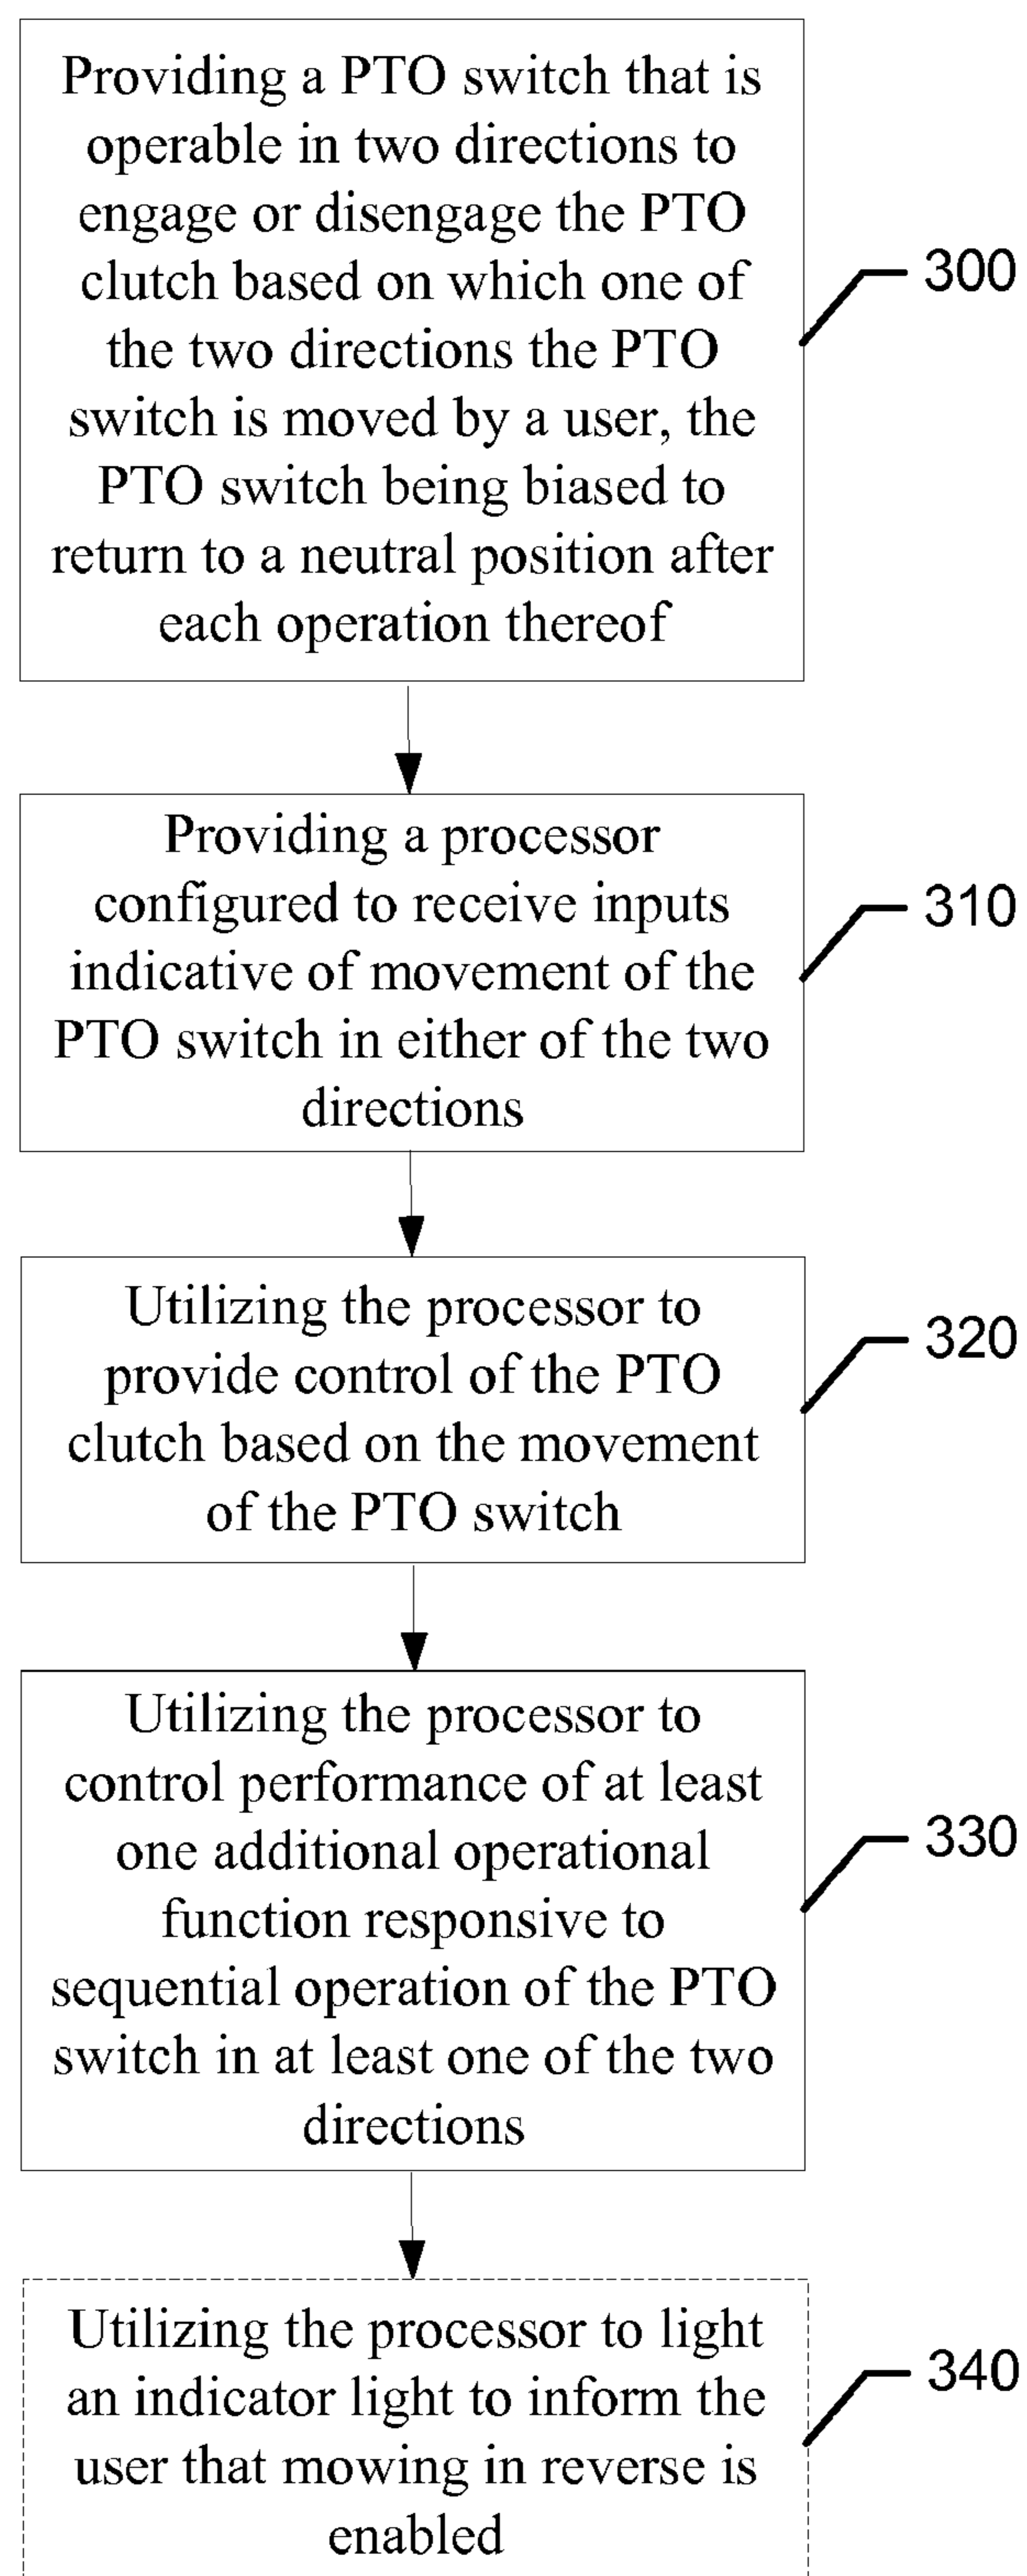 Providing a PTO switch that is
operable in two directions to
engage or disengage the PTO
clutch based on which one of
the two directions the PTO
switch is moved by a user, the
PTO switch being biased to
return to a neutral position after
each operation thereof
300
Providing a processor
configured to receive inputs
indicative of movement of the
PTO switch in either of the two
directions
310
Utilizing the processor to
provide control of the PTO
clutch based on the movement
of the PTO switch
320
Utilizing the processor to
control performance of at least
one additional operational
function responsive to
sequential operation of the PTO
switch in at least one of the two
directions
330
Utilizing the processor to light
an indicator light to inform the
user that mowing in reverse is
enabled
340